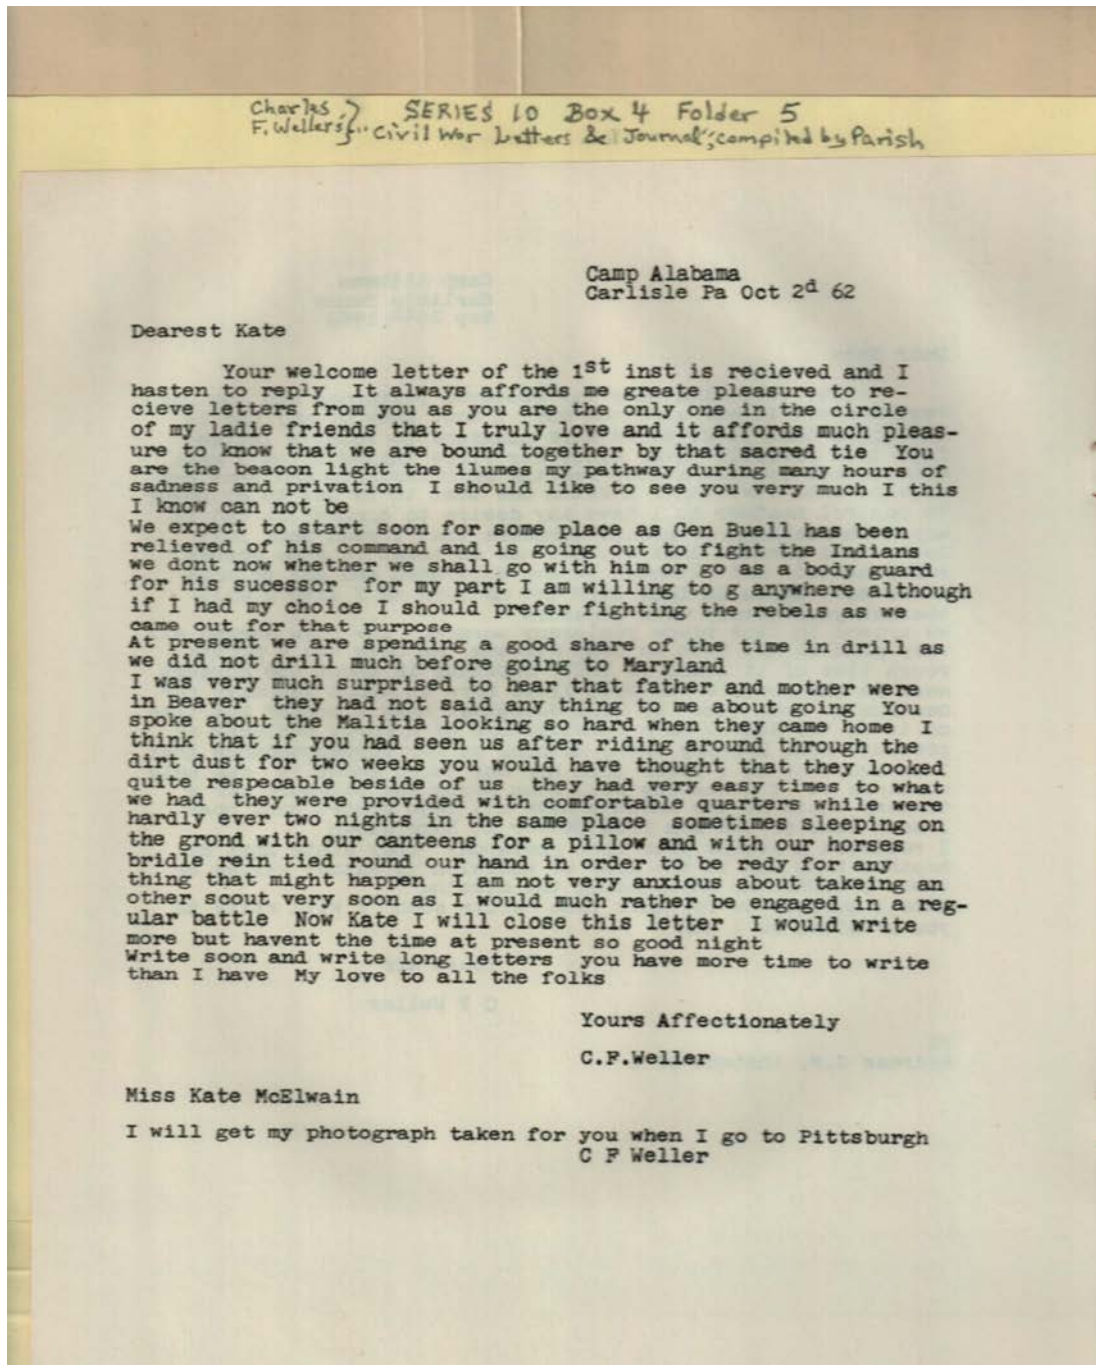 Charles } SERIES 10 Box 4 Folder 5
F. Wellers } "Civil War Letters & Journal", compiled by Parish
Camp Alabama
Carlisle Pa Oct 2d 62
Dearest Kate
Your welcome letter of the 1st inst is recieved and I
hasten to reply It always affords me greate pleasure to re-
cieve letters from you as you are the only one in the circle
of my ladie friends that I truly love and it affords much pleas-
ure to know that we are bound together by that sacred tie You
are the beacon light the ilumes my pathway during many hours of
sadness and privation I should like to see you very much I this
I know can not be
We expect to start soon for some place as Gen Buell has been
relieved of his command and is going out to fight the Indians
we dont now whether we shall go with him or go as a body guard
for his sucessor for my part I am willing to g anywhere although
if I had my choice I should prefer fighting the rebels as we
came out for that purpose
At present we are spending a good share of the time in drill as
we did not drill much before going to Maryland
I was very much surprised to hear that father and mother were
in Beaver they had not said any thing to me about going You
spoke about the Malitia looking so hard when they came home I
think that if you had seen us after riding around through the
dirt dust for two weeks you would have thought that they looked
quite respecable beside of us they had very easy times to what
we had they were provided with comfortable quarters while were
hardly ever two nights in the same place sometimes sleeping on
the grond with our canteens for a pillow and with our horses
bridle rein tied round our hand in order to be redy for any
thing that might happen I am not very anxious about takeing an
other scout very soon as I would much rather be engaged in a reg-
ular battle Now Kate I will close this letter I would write
more but havent the time at present so good night
Write soon and write long letters you have more time to write
than I have My love to all the folks
Yours Affectionately
C.F.Weller
Miss Kate McElwain
I will get my photograph taken for you when I go to Pittsburgh
C F Weller